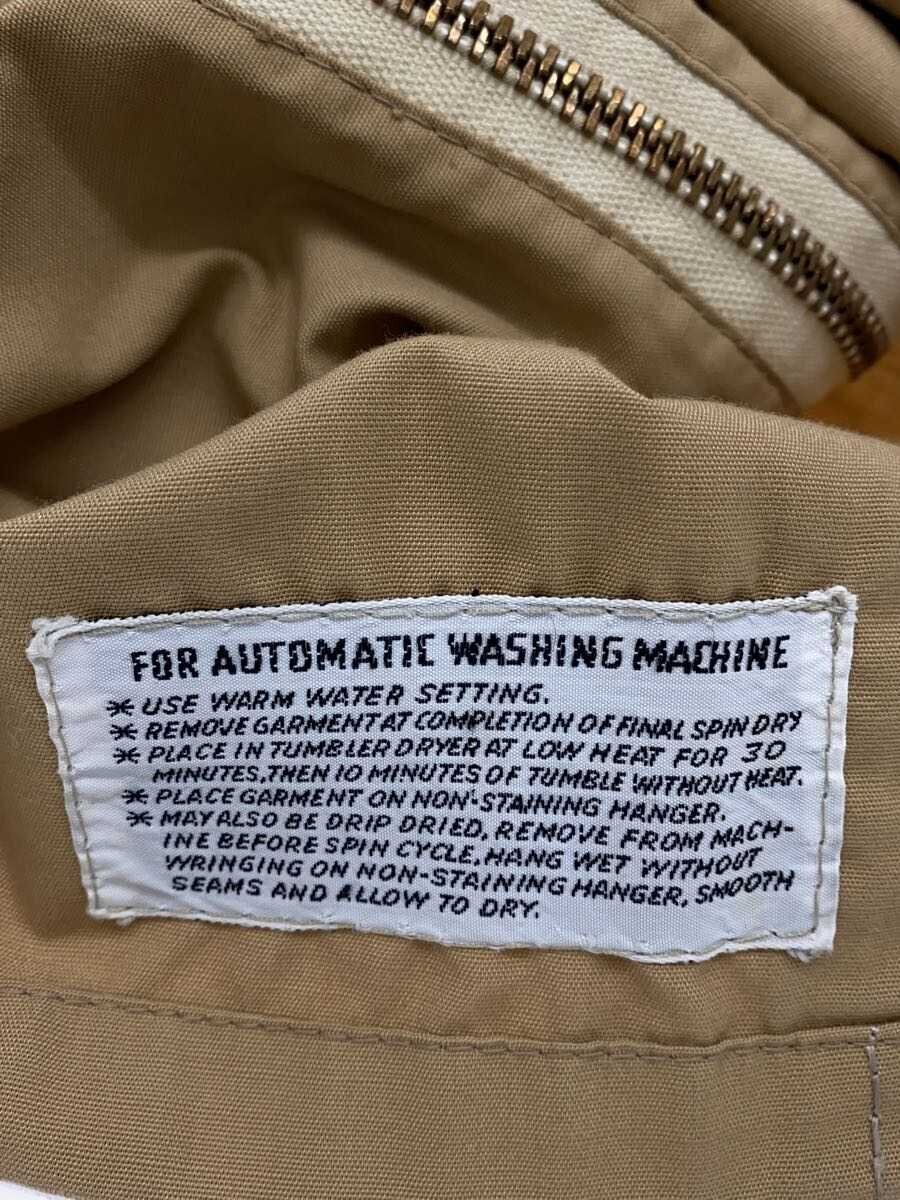 FOR AUTOMATIC WASHING MACHINE
* USE WARM WATER SETTING.
* REMOVE GARMENT AT COMPLETION OF FINAL SPIN DRY
* PLACE IN TUMBLER DRYER AT LOW HEAT FOR 30
MINUTES, THEN 10 MINUTES OF TUMBLE WITHOUT HEAT.
* PLACE GARMENT ON NON-STAINING HANGER.
* MAY ALSO BE DRIP DRIED. REMOVE FROM MACH-
INE BEFORE SPIN CYCLE, HANG WET WITHOUT
WRINGING ON NON-STAINING HANGER, SMOOTH
SEAMS AND ALLOW TO DRY.